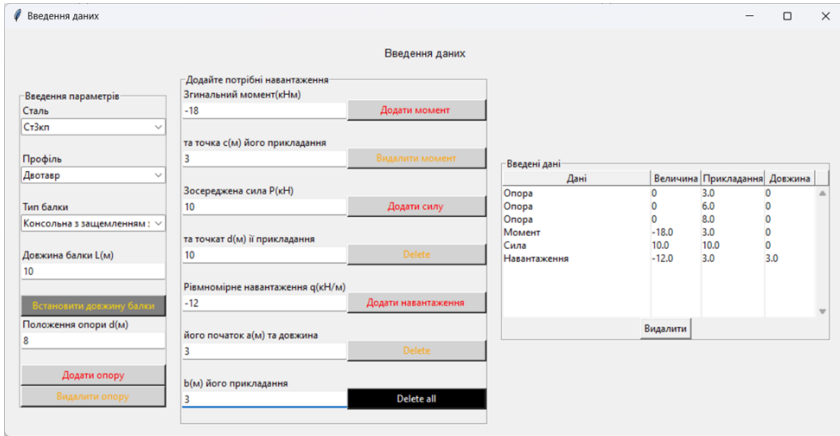 Введення даних
Введення даних
Введення параметрів
Сталь
Ст3кп
Профіль
Двотавр
Тип балки
Консольна з защемленням :
Довжина балки L(м)
10
Встановити довжину балки
Положення опори d(м)
8
Додати опору
Видалити опору
Додайте потрібні навантаження
Згинальний момент(кНм)
-18 Додати момент
та точка c(м) його прикладання
3 Видалити момент
Зосереджена сила P(кН)
10 Додати силу
та точкат d(м) її прикладання
10 Delete
Рівмномірне навантаження q(кН/м)
-12 Додати навантаження
його початок a(м) та довжина
3 Delete
b(м) його прикладання
3 Delete all
Введені дані
Дані Величина Прикладання Довжина
Опора 0 3.0 0
Опора 0 6.0 0
Опора 0 8.0 0
Момент -18.0 3.0 0
Сила 10.0 10.0 0
Навантаження -12.0 3.0 3.0
Видалити